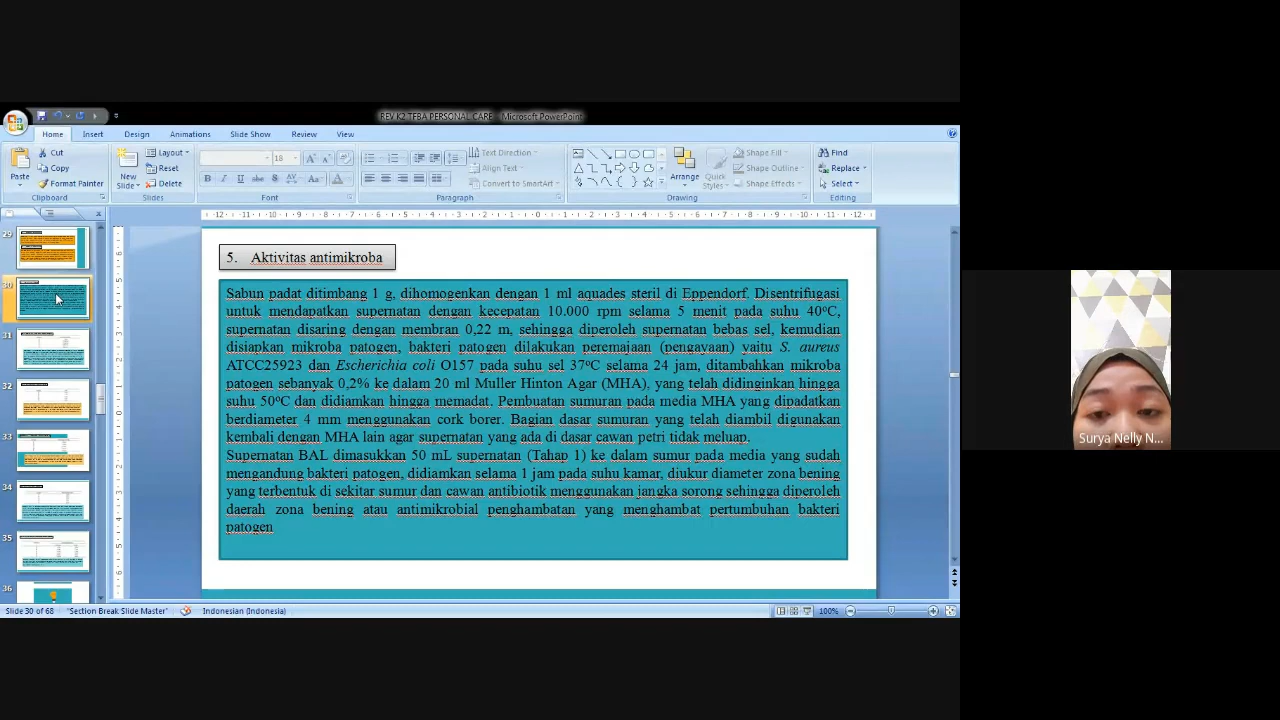 REV K2 TFBA PERSONAL CARE - Microsoft PowerPoint
Home Insert Design Animations Slide Show Review View
Paste
Cut
Copy
Format Painter
Clipboard
New Slide
Layout
Reset
Delete
Slides
18
Font
Text Direction
Align Text
Convert to SmartArt
Paragraph
Arrange
Quick Styles
Shape Fill
Shape Outline
Shape Effects
Drawing
Find
Replace
Select
Editing
29
30
31
32
33
34
35
36
5. Aktivitas antimikroba
Sabun padat ditimbang 1 g, dihomogenkan dengan 1 ml aquades steril di Eppendorf. Disentrifugasi
untuk mendapatkan supernatan dengan kecepatan 10.000 rpm selama 5 menit pada suhu 40ºC,
supernatan disaring dengan membran 0,22 m, sehingga diperoleh supernatan bebas sel, kemudian
disiapkan mikroba patogen, bakteri patogen dilakukan peremajaan (pengayaan) yaitu S. aureus
ATCC25923 dan Escherichia coli O157 pada suhu sel 37ºC selama 24 jam, ditambahkan mikroba
patogen sebanyak 0,2% ke dalam 20 ml Muller Hinton Agar (MHA), yang telah didinginkan hingga
suhu 50ºC dan didiamkan hingga memadat. Pembuatan sumuran pada media MHA yang dipadatkan
berdiameter 4 mm menggunakan cork borer. Bagian dasar sumuran yang telah diambil digunakan
kembali dengan MHA lain agar supernatan yang ada di dasar cawan petri tidak meluap.
Supernatan BAL dimasukkan 50 mL supernatan (Tahap 1) ke dalam sumur pada media yang sudah
mengandung bakteri patogen, didiamkan selama 1 jam pada suhu kamar, diukur diameter zona bening
yang terbentuk di sekitar sumur dan cawan antibiotik menggunakan jangka sorong sehingga diperoleh
daerah zona bening atau antimikrobial penghambatan yang menghambat pertumbuhan bakteri
patogen
Slide 30 of 68 "Section Break Slide Master" Indonesian (Indonesia) 100%
Surya Nelly N...